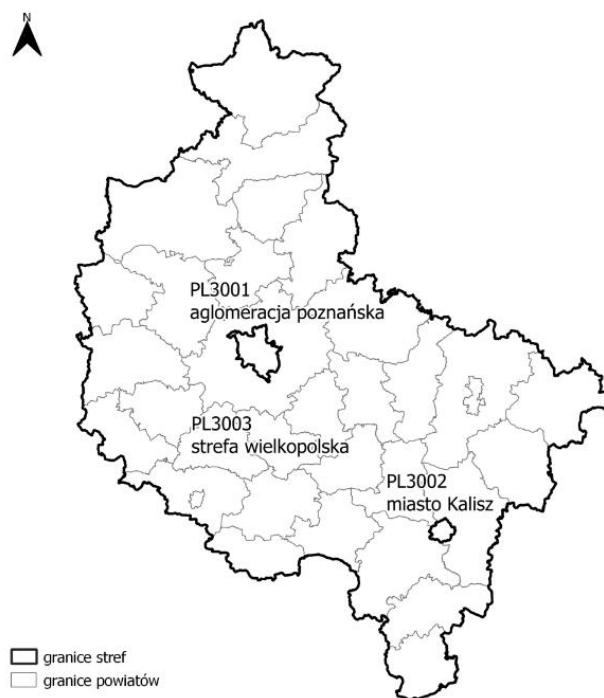 N
PL3001
aglomeracja poznańska
PL3003
strefa wielkopolska
PL3002
miasto Kalisz
granice stref
granice powiatów